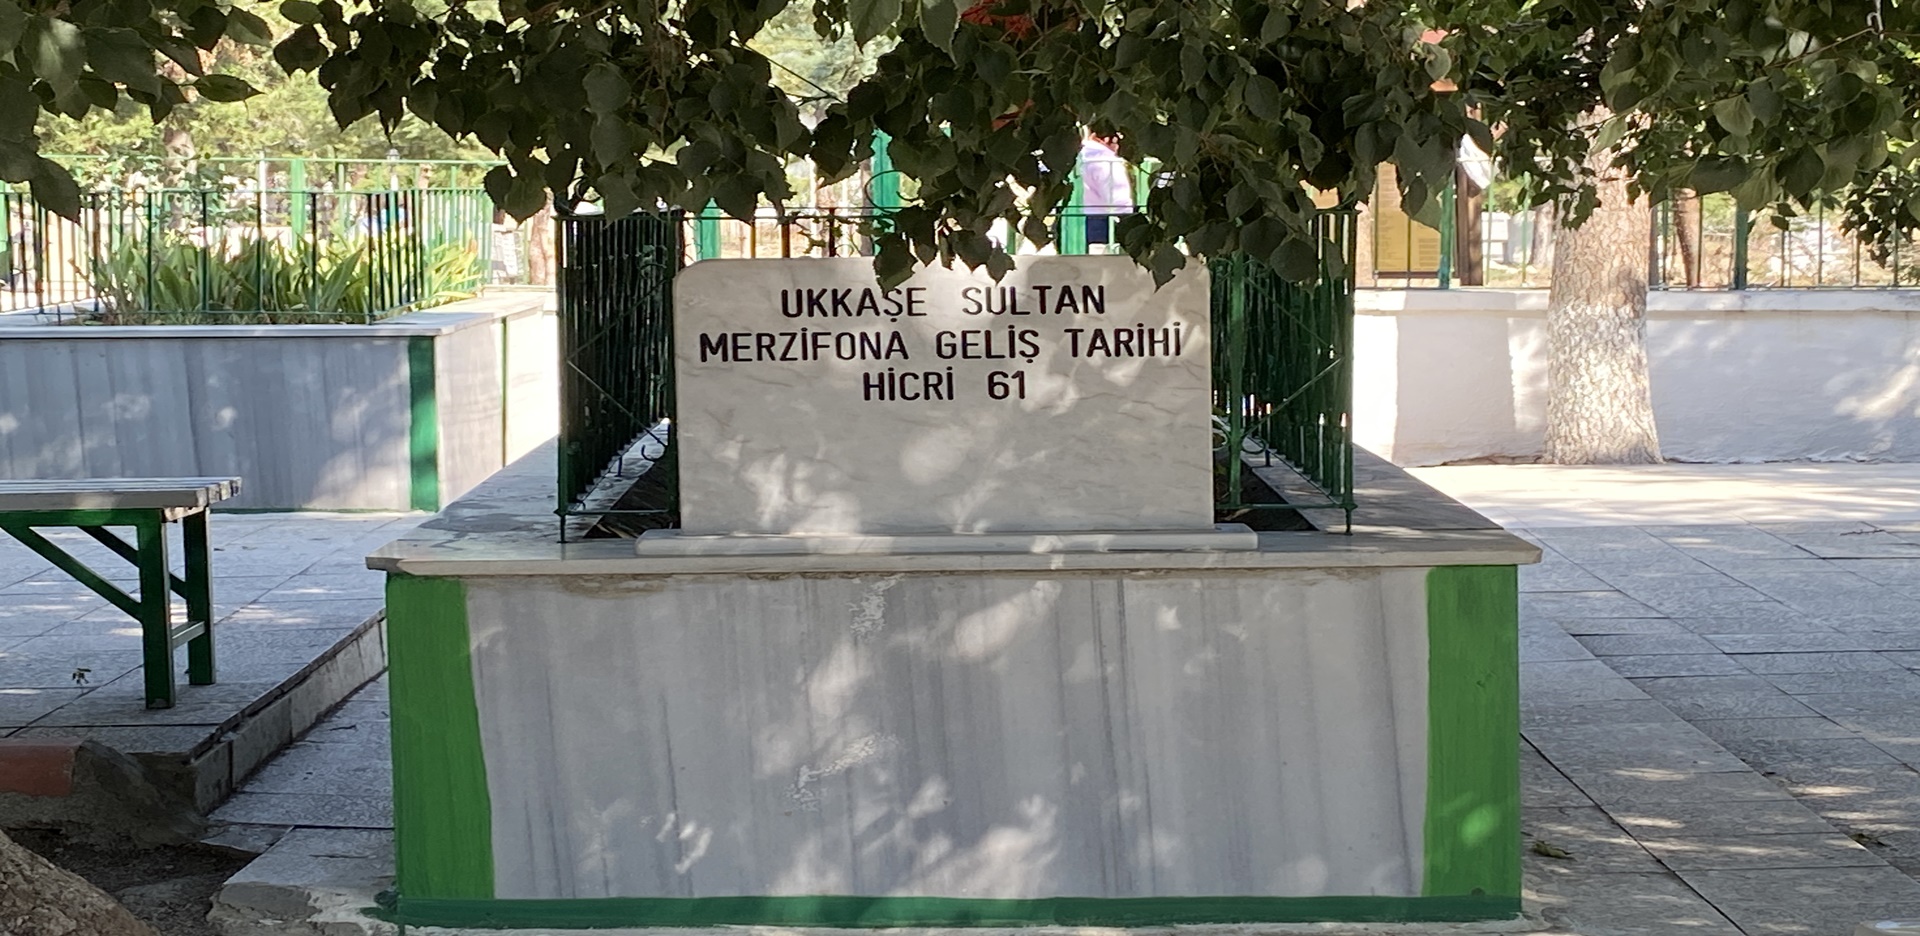 UKKAŞE SULTAN
MERZİFONA GELİŞ TARİHİ
HİCRİ 61